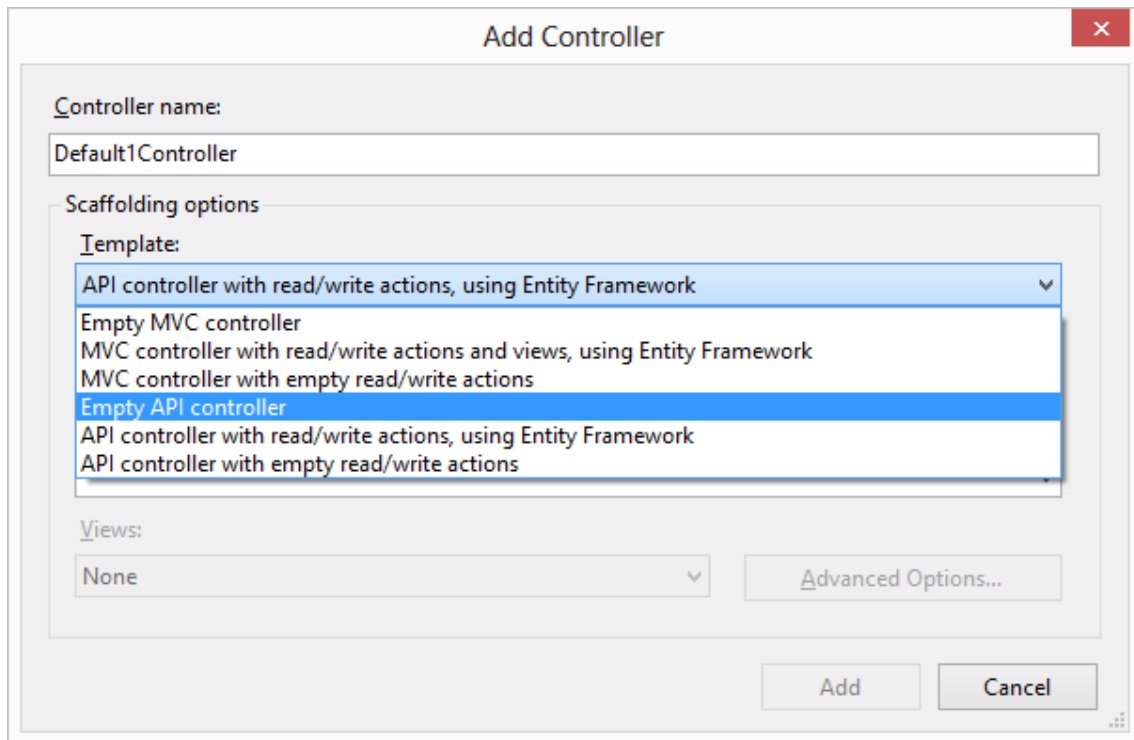 Add Controller
Controller name:
Default1Controller
Scaffolding options
Template:
API controller with read/write actions, using Entity Framework
Empty MVC controller
MVC controller with read/write actions and views, using Entity Framework
MVC controller with empty read/write actions
Empty API controller
API controller with read/write actions, using Entity Framework
API controller with empty read/write actions
Views:
None
Advanced Options...
Add
Cancel